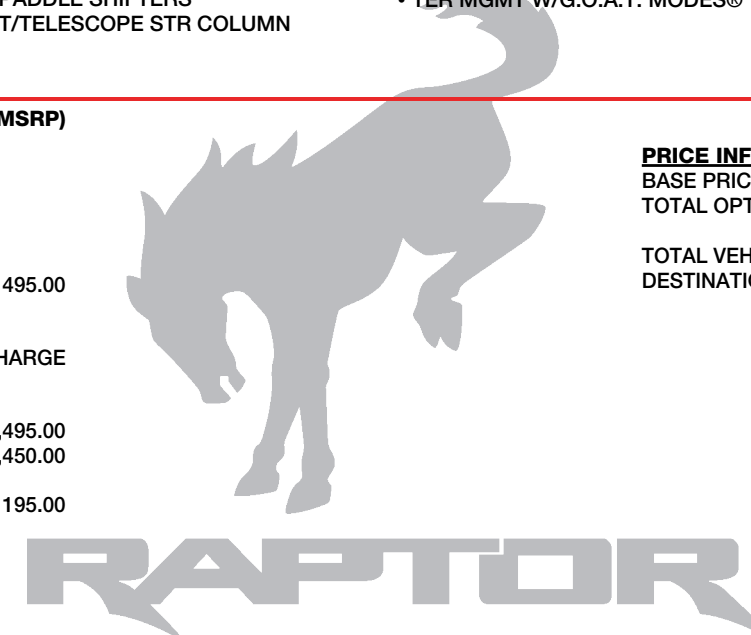 PADDLE SHIFTERS
T/TELESCOPE STR COLUMN
• TER MGMT W/G.O.A.T. MODES®
MSRP)
495.00
HARGE
,495.00
,450.00
195.00
PRICE INF
BASE PRIC
TOTAL OPT
TOTAL VEH
DESTINATIO
RAPTOR